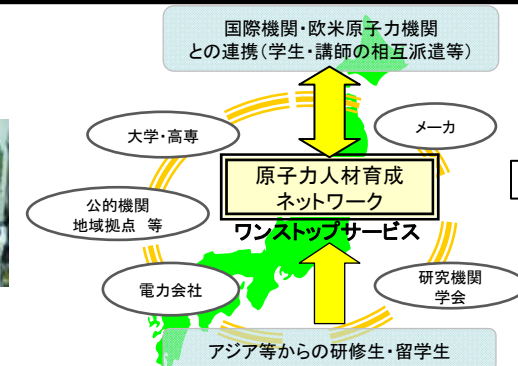 国際機関・欧米原子力機関
との連携（学生・講師の相互派遣等）
大学・高専
メーカ
原子力人材育成
ネットワーク
公的機関
地域拠点　等
ワンストップサービス
電力会社
研究機関
学会
アジア等からの研修生・留学生